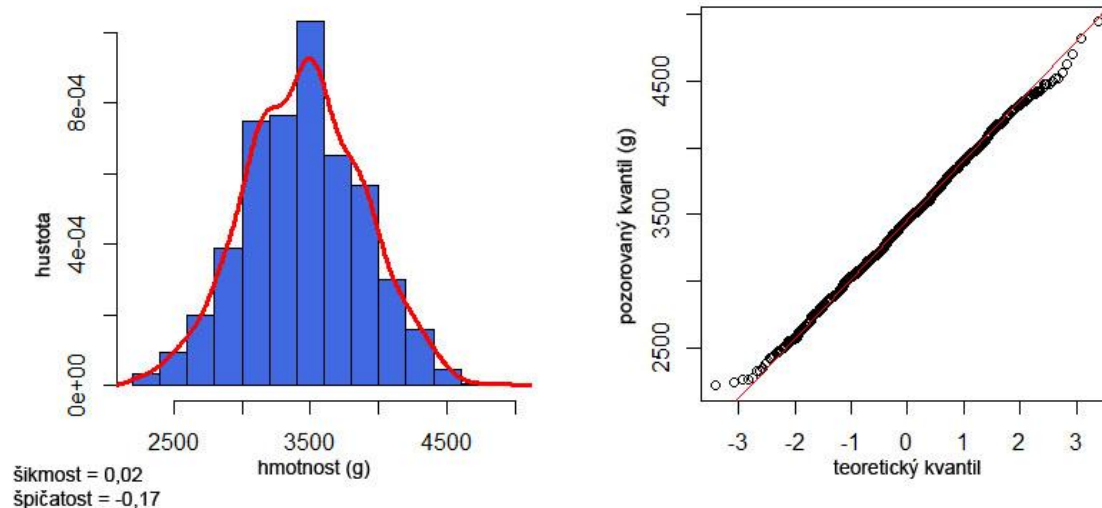 hustota
0e+00
4e-04
8e-04
2500
3500
4500
hmotnost (g)
šikmost = 0,02
špičatost = -0,17
pozorovaný kvantil (g)
2500
3500
4500
-3
-2
-1
0
1
2
3
teoretický kvantil